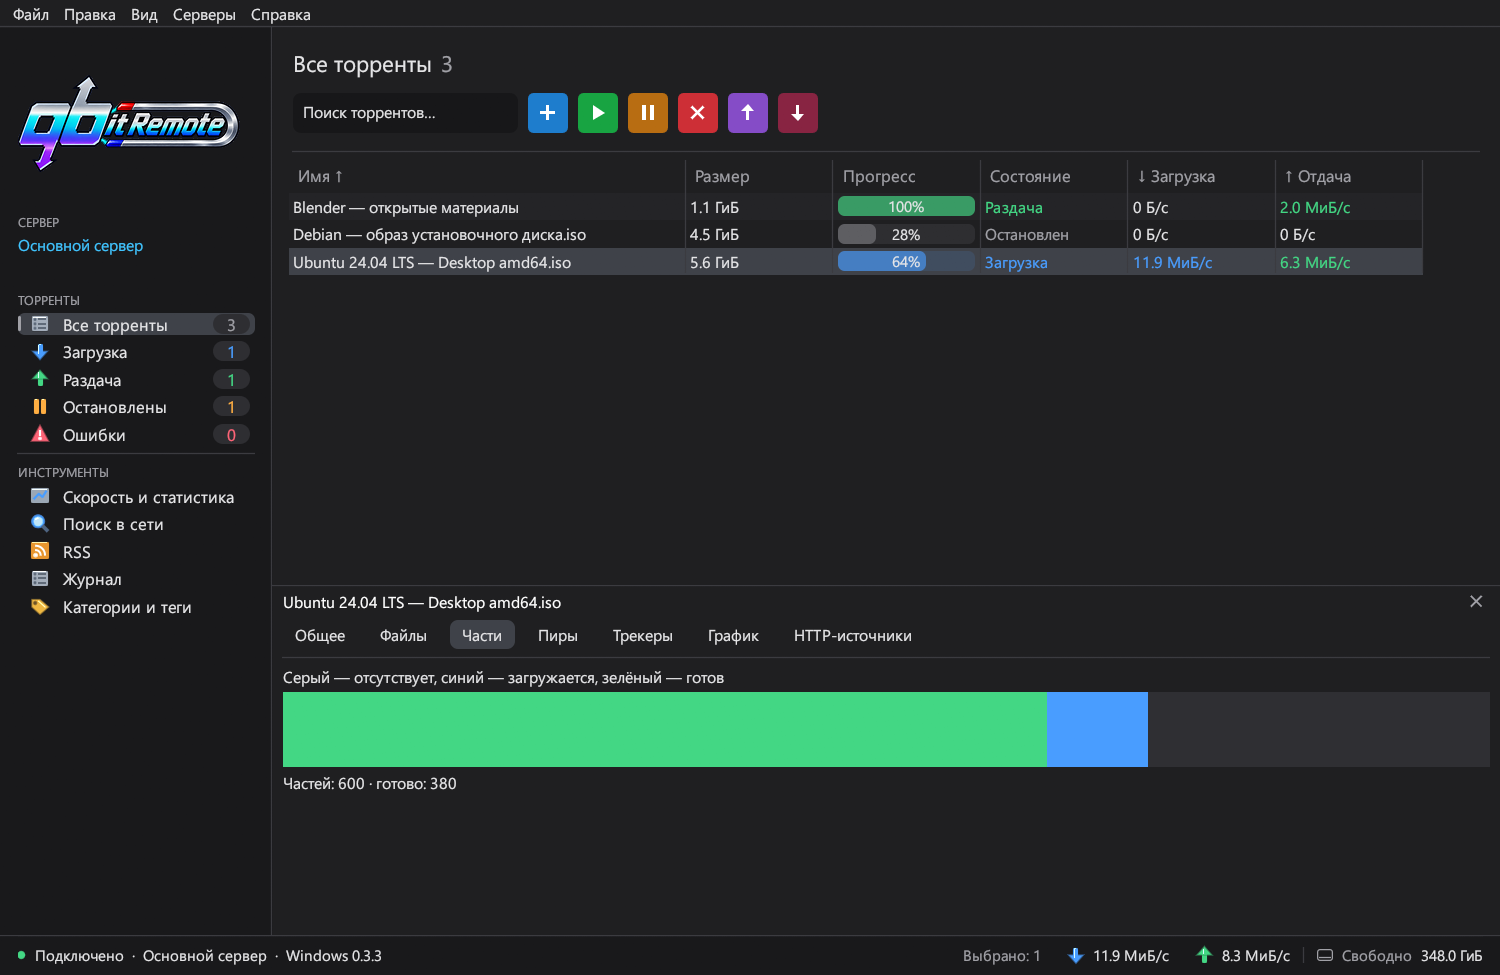 Файл Правка Вид Серверы Справка
qBitRemote
СЕРВЕР
Основной сервер
ТОРРЕНТЫ
Все торренты 3
Загрузка 1
Раздача 1
Остановлены 1
Ошибки 0
ИНСТРУМЕНТЫ
Скорость и статистика
Поиск в сети
RSS
Журнал
Категории и теги
Все торренты 3
Поиск торрентов...
Имя ↑ Размер Прогресс Состояние ↓ Загрузка ↑ Отдача
Blender — открытые материалы 1.1 ГиБ 100% Раздача 0 Б/с 2.0 МиБ/с
Debian — образ установочного диска.iso 4.5 ГиБ 28% Остановлен 0 Б/с 0 Б/с
Ubuntu 24.04 LTS — Desktop amd64.iso 5.6 ГиБ 64% Загрузка 11.9 МиБ/с 6.3 МиБ/с
Ubuntu 24.04 LTS — Desktop amd64.iso
Общее Файлы Части Пиры Трекеры График HTTP-источники
Серый — отсутствует, синий — загружается, зелёный — готов
Частей: 600 · готово: 380
Подключено · Основной сервер · Windows 0.3.3
Выбрано: 1 11.9 МиБ/с 8.3 МиБ/с Свободно 348.0 ГиБ